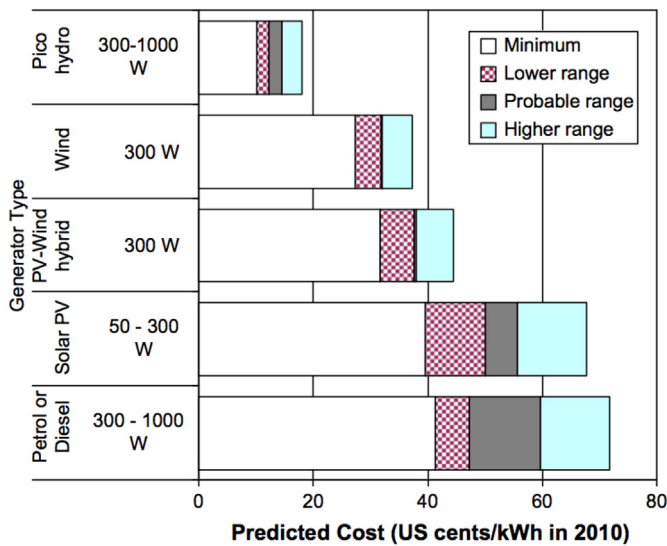 Generator Type
Pico
hydro
300-1000
W
Wind
300 W
PV-Wind
hybrid
300 W
Solar PV
50 - 300
W
Petrol or
Diesel
300 - 1000
W
Minimum
Lower range
Probable range
Higher range
0
20
40
60
80
Predicted Cost (US cents/kWh in 2010)